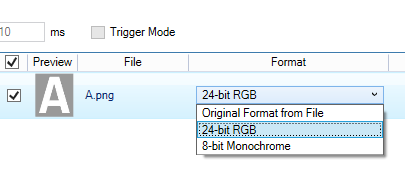 10 ms Trigger Mode
Preview File Format
A A.png 24-bit RGB
Original Format from File
24-bit RGB
8-bit Monochrome